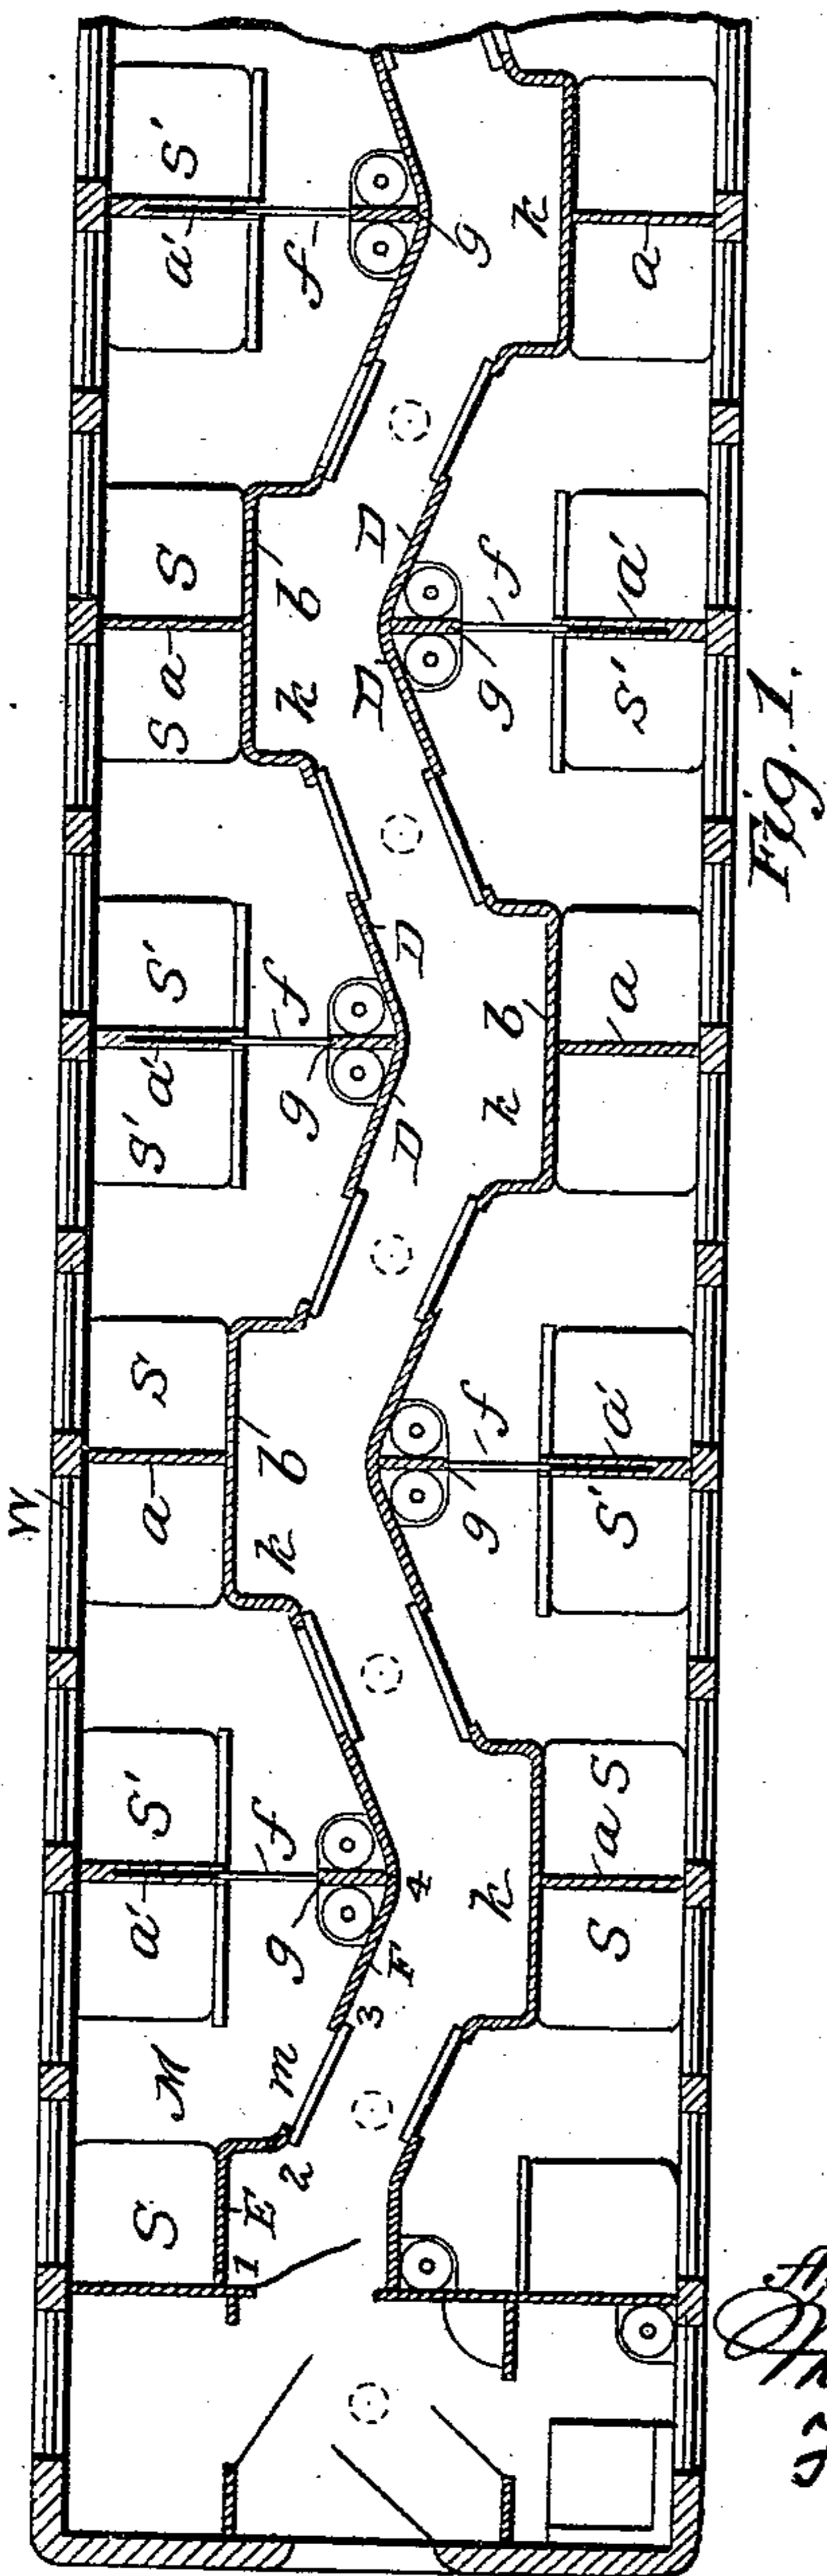 W
S M a' S' a S S' a' S' S a S a' S'
E g f b g f b f
1 2 m k k
3 F 4 D D D D g
k g f k b g f k
S a S S' a' a S' a' a
Fig. 1.